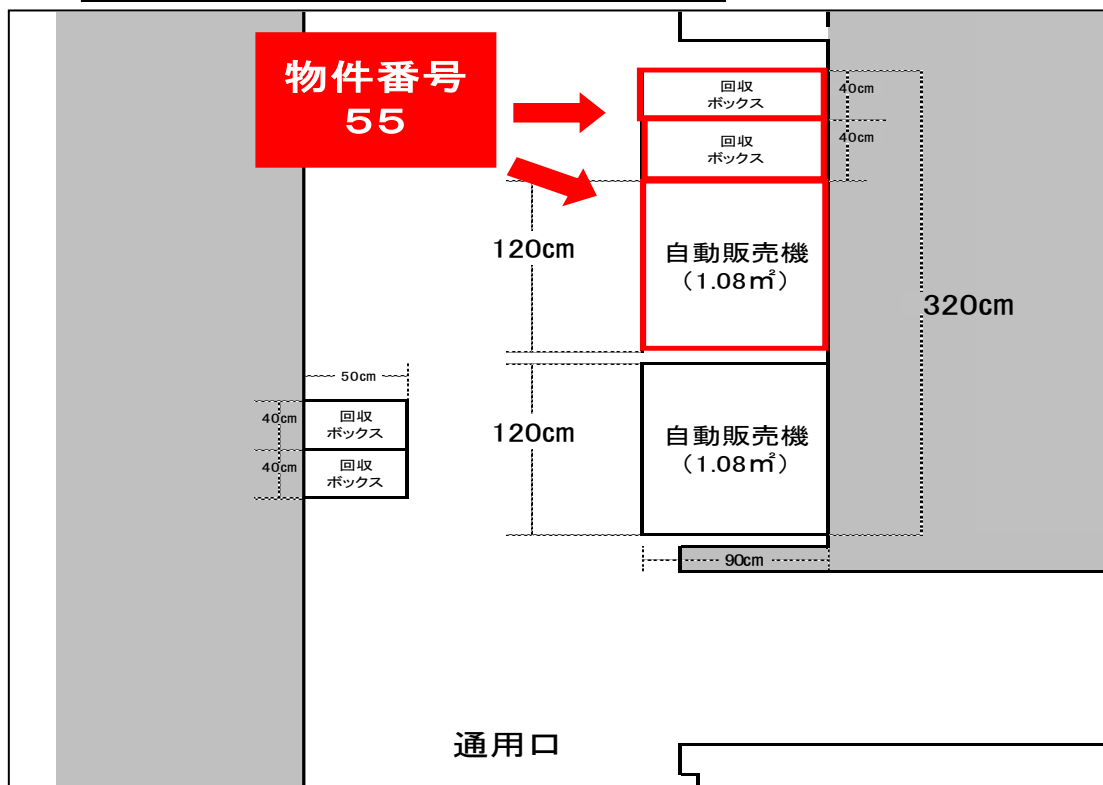 物件番号
55
回収
ボックス
40cm
回収
ボックス
40cm
120cm
自動販売機
（1.08㎡）
320cm
50cm
40cm
回収
ボックス
40cm
回収
ボックス
120cm
自動販売機
（1.08㎡）
90cm
通用口